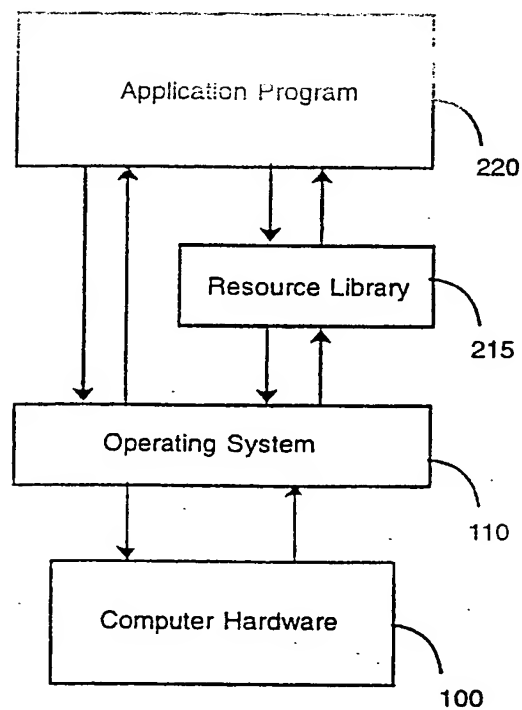 Application Program
220
Resource Library
215
Operating System
110
Computer Hardware
100